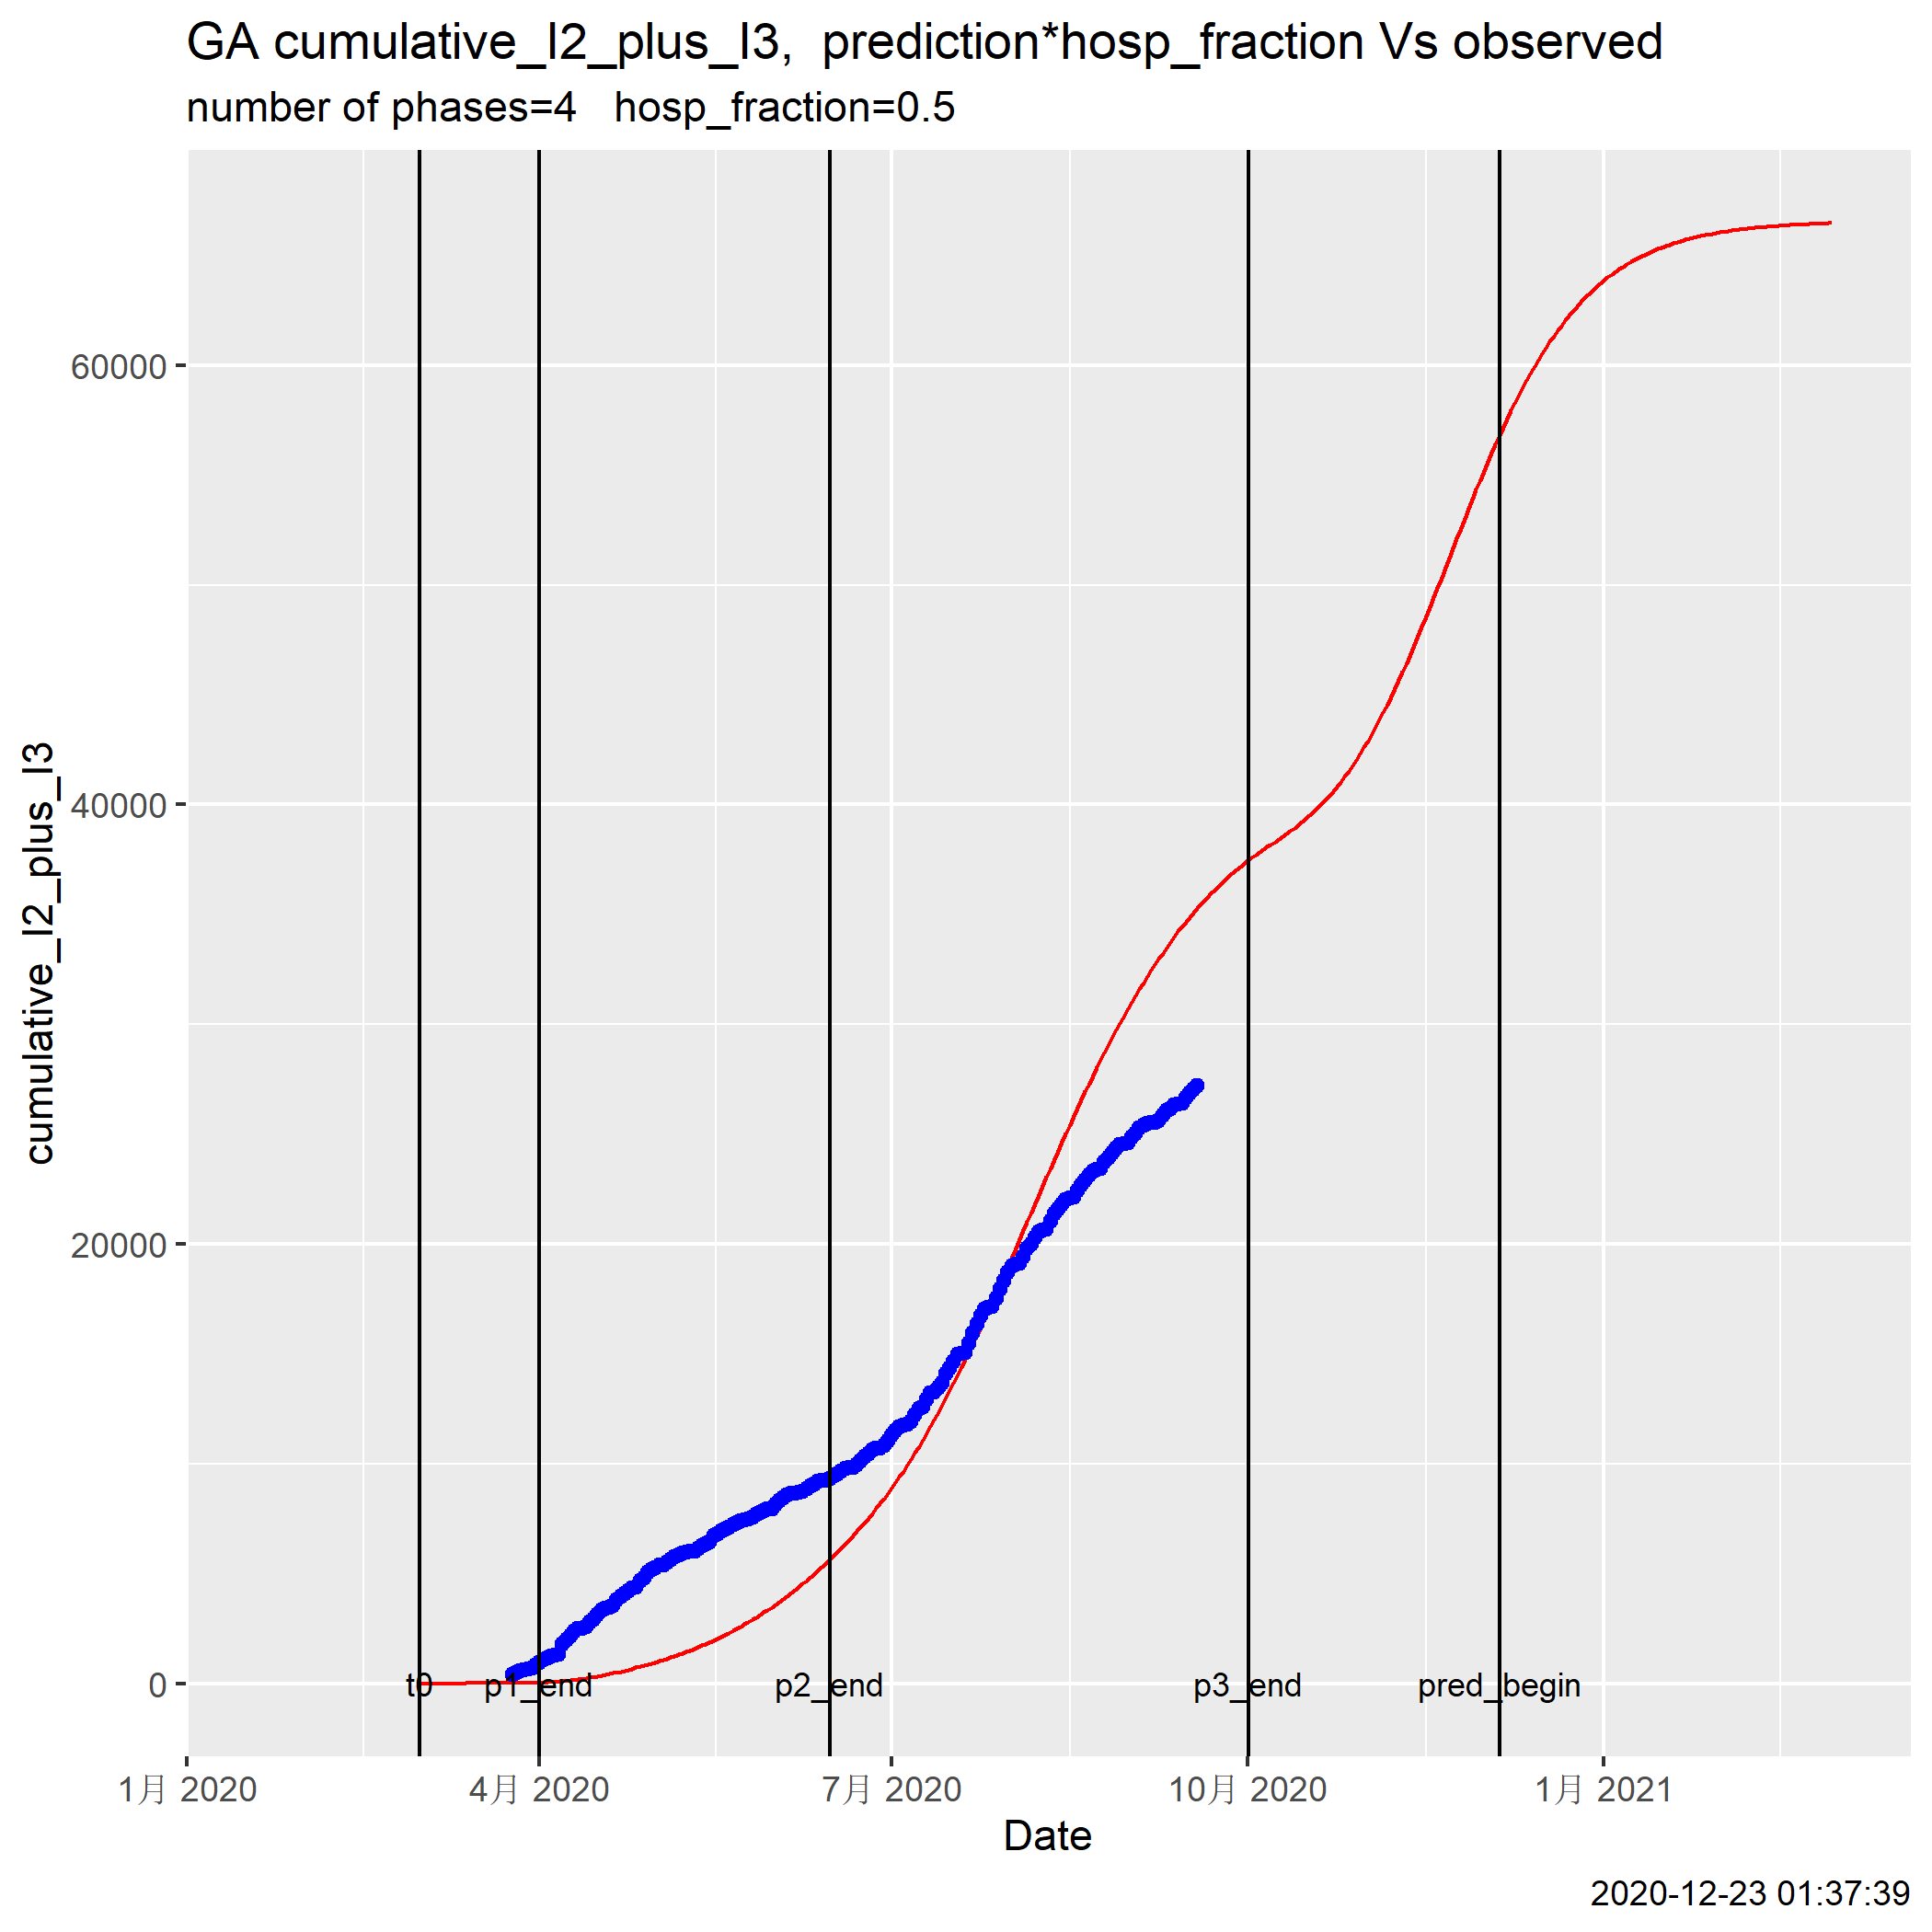 GA cumulative_I2_plus_I3,  prediction*hosp_fraction Vs observed
number of phases=4   hosp_fraction=0.5
cumulative_I2_plus_I3
60000
40000
20000
0
t0
p1_end
p2_end
p3_end
pred_begin
1月 2020
4月 2020
7月 2020
10月 2020
1月 2021
Date
2020-12-23 01:37:39